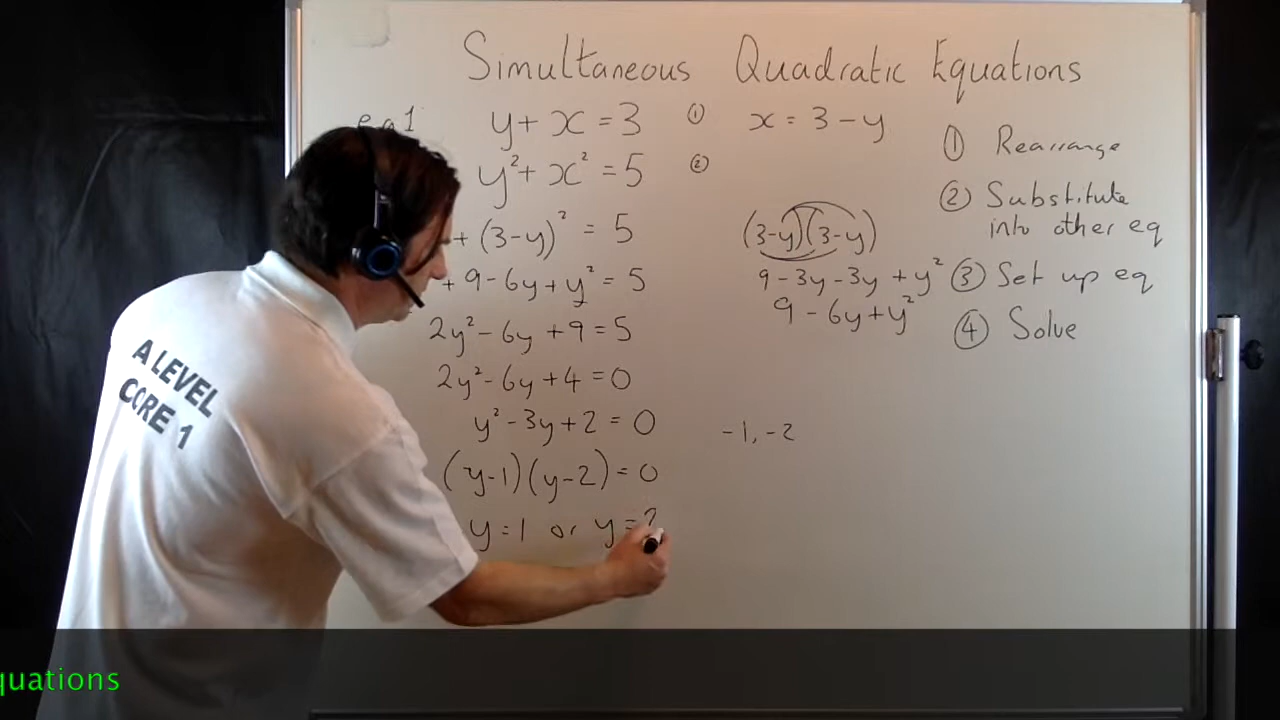 Simultaneous Quadratic Equations
e.g 1
y + x = 3 ①
y² + x² = 5 ②
+ (3-y)² = 5
+ 9 - 6y + y² = 5
2y² - 6y + 9 = 5
2y² - 6y + 4 = 0
y² - 3y + 2 = 0
(y-1)(y-2) = 0
y = 1 or y = 2
x = 3 - y
(3-y)(3-y)
9 - 3y - 3y + y²
9 - 6y + y²
-1, -2
① Rearrange
② Substitute
into other eq
③ Set up eq
④ Solve
A LEVEL
CORE 1
quations